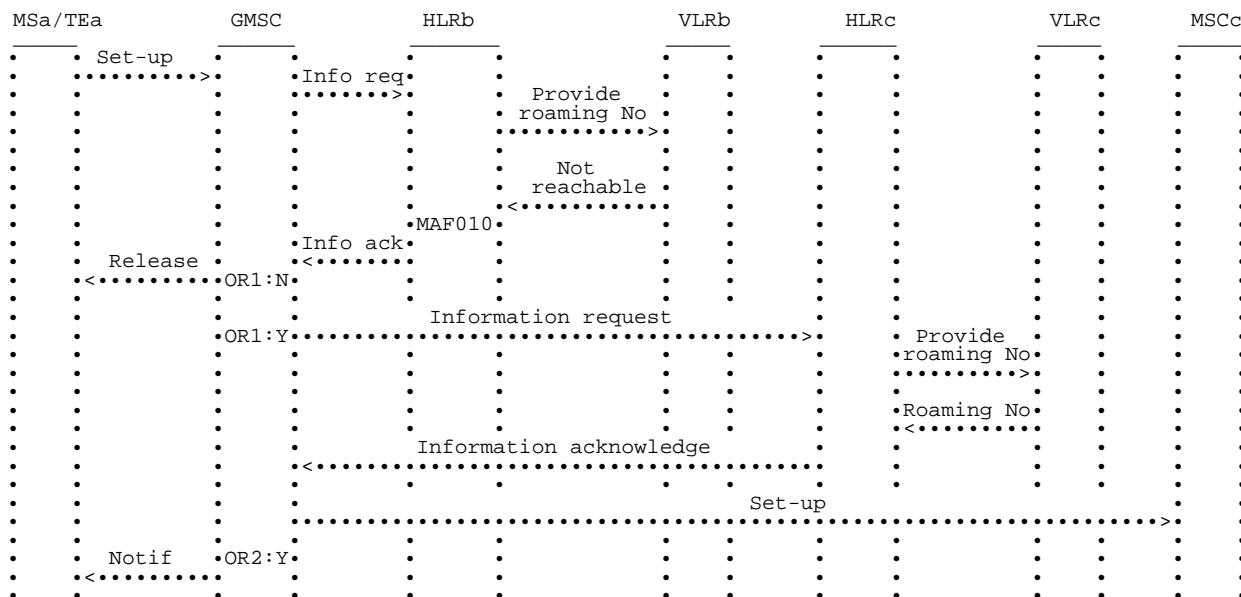 MSa/TEa GMSC HLRb VLRb HLRc VLRc MSCc
Set-up
Info req
Provide
roaming No
Not
reachable
MAF010
Info ack
Release
OR1:N
Information request
OR1:Y
Provide
roaming No
Roaming No
Information acknowledge
Set-up
Notif OR2:Y